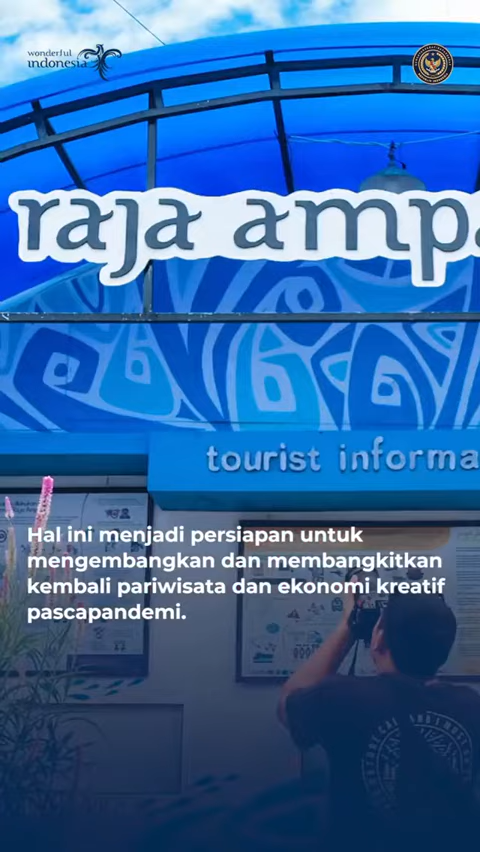 wonderful
indonesia
raja ampa
tourist informa
Hal ini menjadi persiapan untuk
mengembangkan dan membangkitkan
kembali pariwisata dan ekonomi kreatif
pascapandemi.